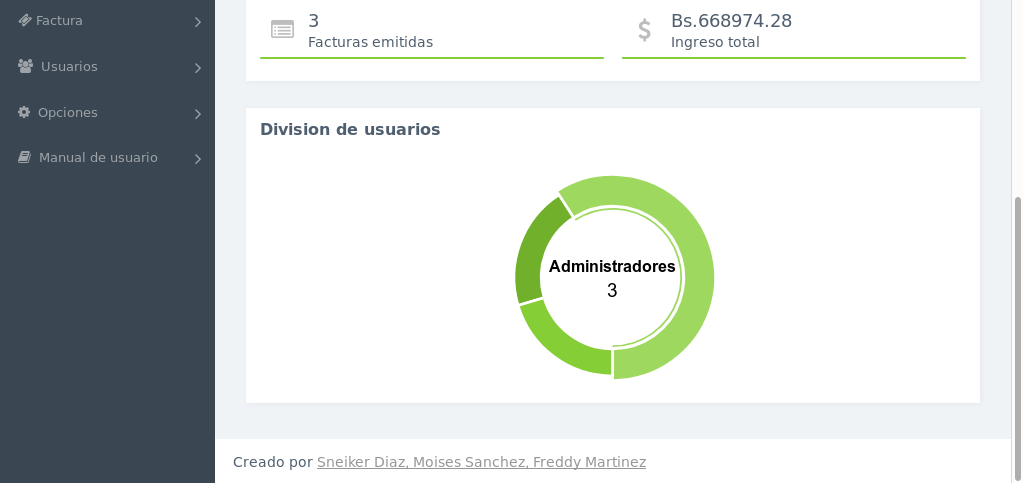 Factura
Usuarios
Opciones
Manual de usuario
3
Facturas emitidas
Bs.668974.28
Ingreso total
Division de usuarios
Administradores
3
Creado por Sneiker Diaz, Moises Sanchez, Freddy Martinez